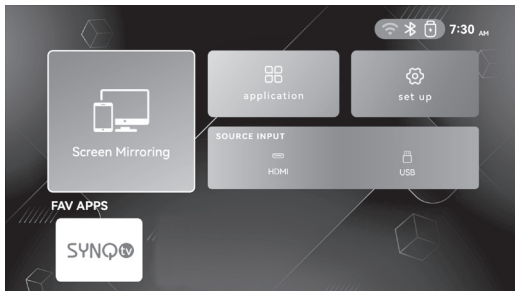 7:30 AM
application
set up
Screen Mirroring
SOURCE INPUT
HDMI
USB
FAV APPS
SYNQ tv